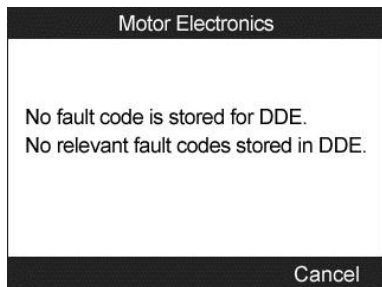 Motor Electronics
No fault code is stored for DDE.
No relevant fault codes stored in DDE.
Cancel